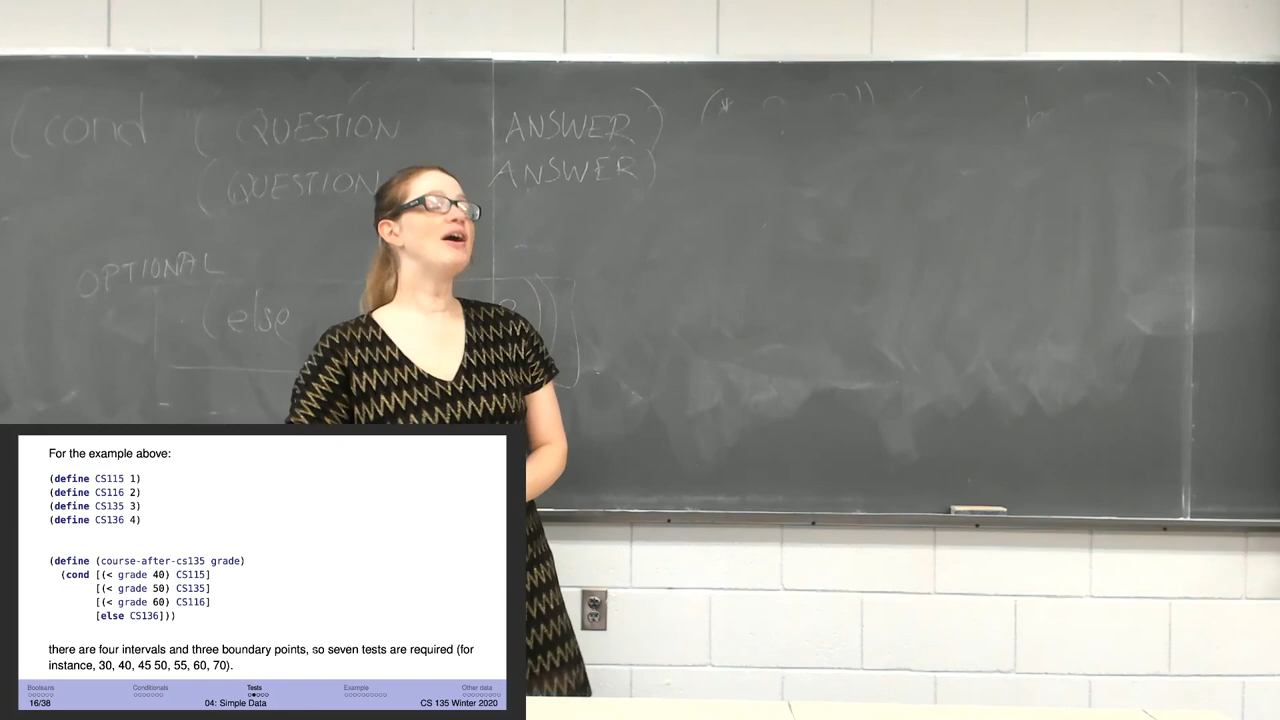 (cond ( QUESTION ANSWER)
( QUESTION ANSWER)
OPTIONAL
(else
For the example above:
(define CS115 1)
(define CS116 2)
(define CS135 3)
(define CS136 4)
(define (course-after-cs135 grade)
(cond [(< grade 40) CS115]
[(< grade 50) CS135]
[(< grade 60) CS116]
[else CS136]))
there are four intervals and three boundary points, so seven tests are required (for
instance, 30, 40, 45 50, 55, 60, 70).
Booleans Conditionals Tests Example Other data
16/38 04: Simple Data CS 135 Winter 2020